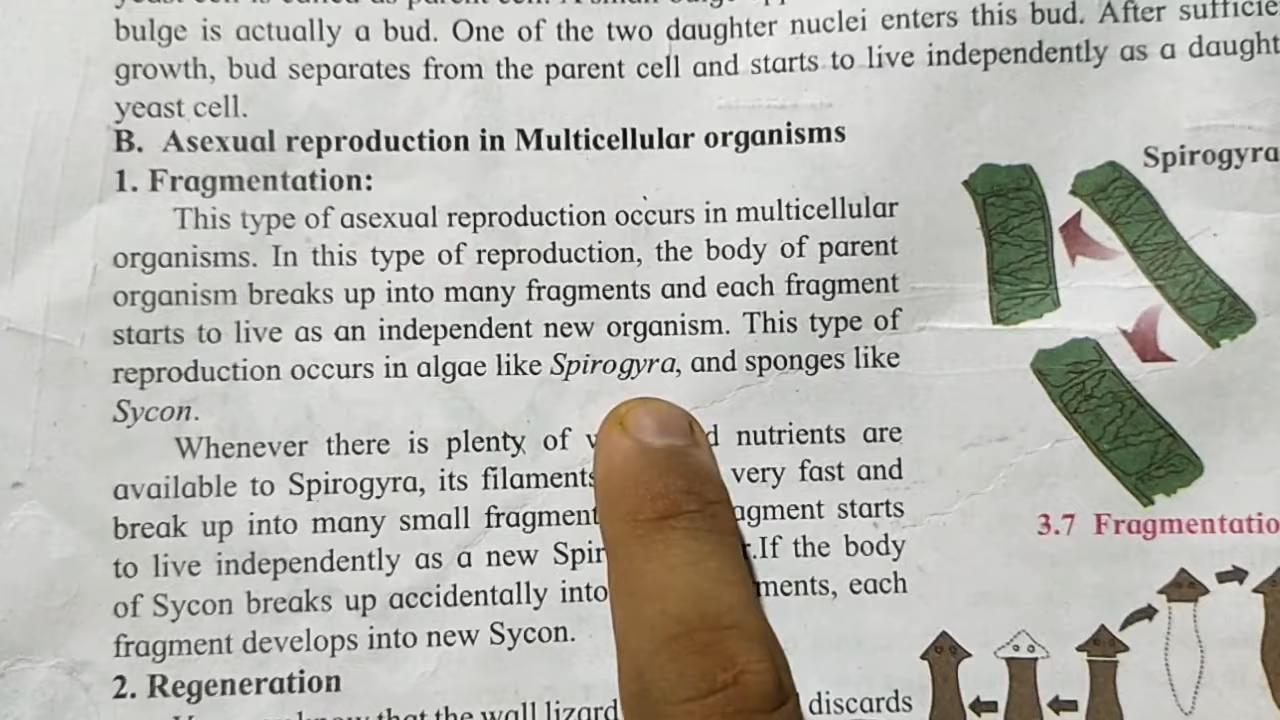 bulge is actually a bud. One of the two daughter nuclei enters this bud. After
growth, bud separates from the parent cell and starts to live independently as a
yeast cell.
B. Asexual reproduction in Multicellular organisms
1. Fragmentation:
Spirogyra
This type of asexual reproduction occurs in multicellular
organisms. In this type of reproduction, the body of parent
organism breaks up into many fragments and each fragment
starts to live as an independent new organism. This type of
reproduction occurs in algae like Spirogyra, and sponges like
Sycon.
Whenever there is plenty of nutrients are
available to Spirogyra, its filaments very fast and
break up into many small starts
to live independently as a new If the body
of Sycon breaks up accidentally into each
fragment develops into new Sycon.
3.7
2. Regeneration
that the wall lizard discards